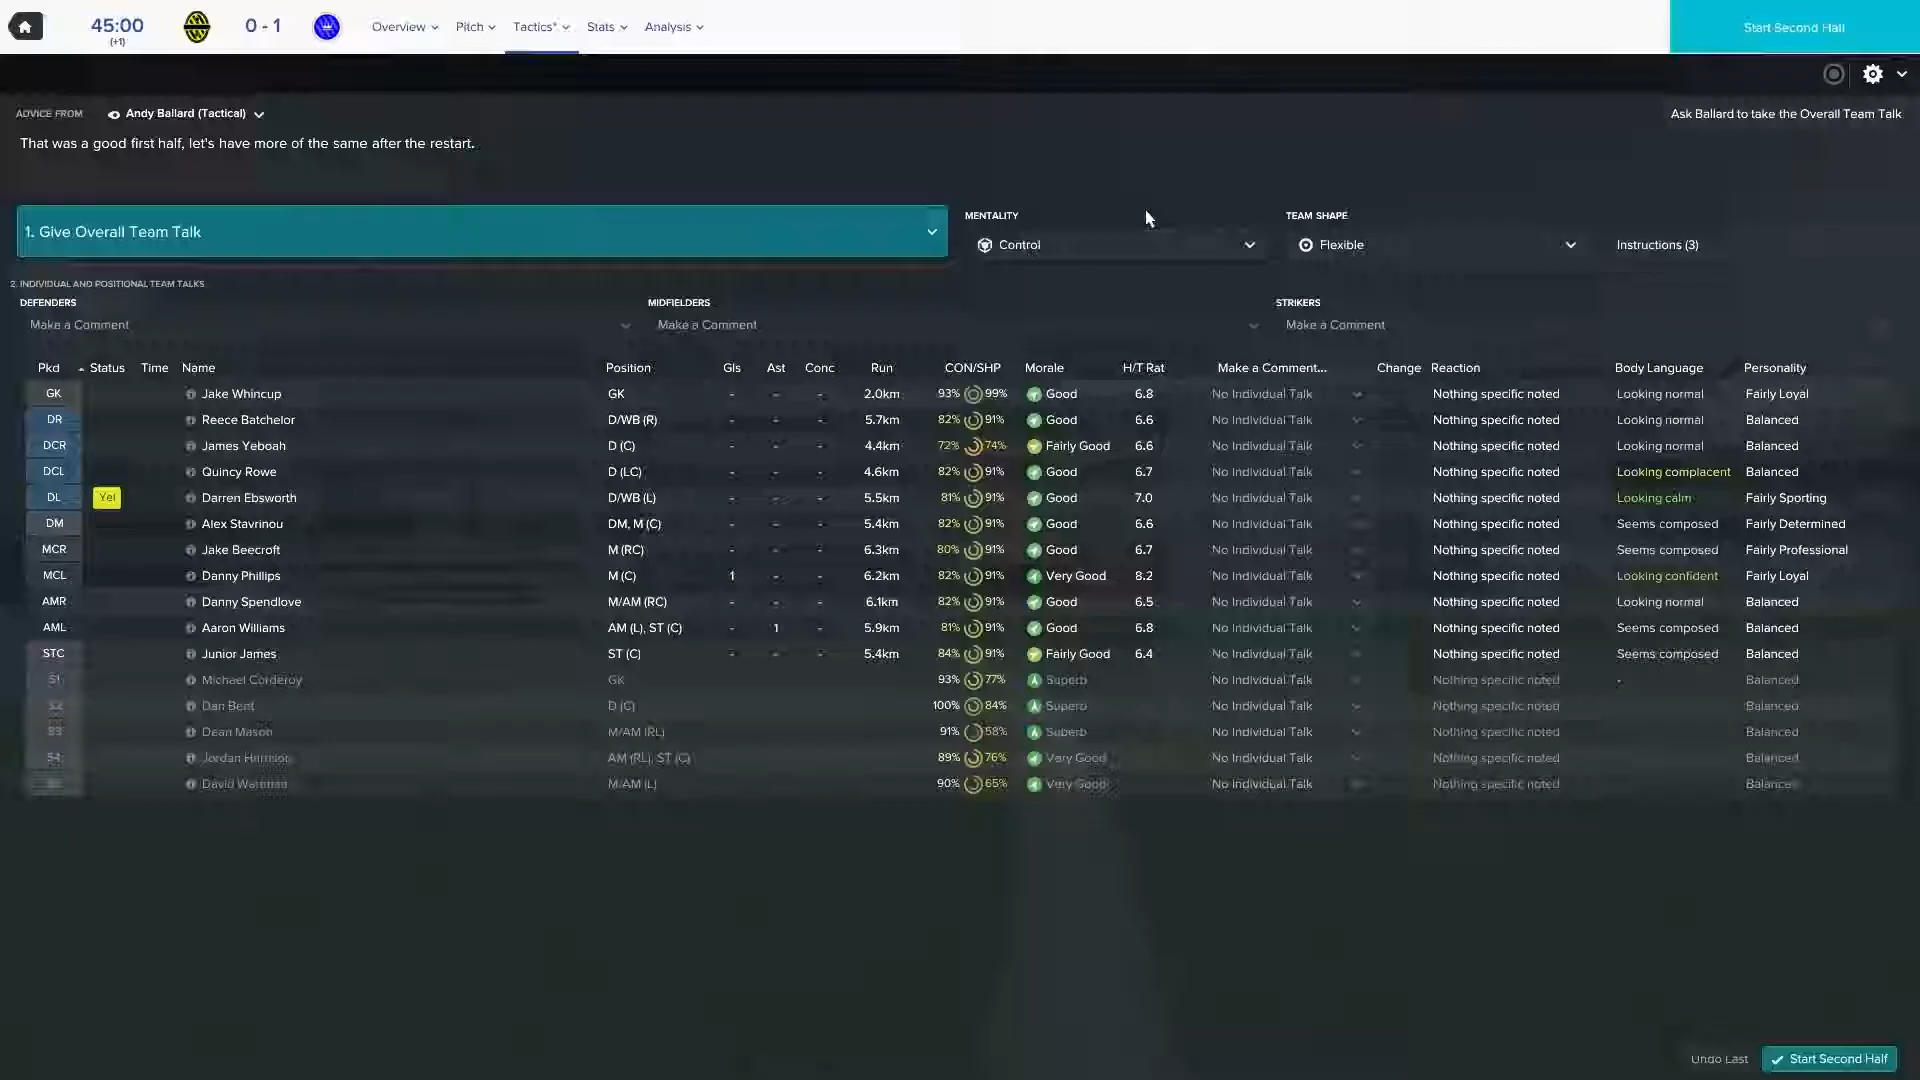 45:00
(+1)
0 - 1
Overview
Pitch
Tactics*
Stats
Analysis
Start Second Half
ADVICE FROM
Andy Ballard (Tactical)
Ask Ballard to take the Overall Team Talk
That was a good first half, let's have more of the same after the restart.
1. Give Overall Team Talk
MENTALITY
Control
TEAM SHAPE
Flexible
Instructions (3)
2. INDIVIDUAL AND POSITIONAL TEAM TALKS
DEFENDERS MIDFIELDERS STRIKERS
Make a Comment Make a Comment Make a Comment
Pkd Status Time Name Position Gls Ast Conc Run CON/SHP Morale H/T Rat Make a Comment... Change Reaction Body Language Personality
GK Jake Whincup GK - - - 2.0km 93% 99% Good 6.8 No Individual Talk Nothing specific noted Looking normal Fairly Loyal
DR Reece Batchelor D/WB (R) - - - 5.7km 82% 91% Good 6.6 No Individual Talk Nothing specific noted Looking normal Balanced
DCR James Yeboah D (C) - - - 4.4km 72% 74% Fairly Good 6.6 No Individual Talk Nothing specific noted Looking normal Balanced
DCL Quincy Rowe D (LC) - - - 4.6km 82% 91% Good 6.7 No Individual Talk Nothing specific noted Looking complacent Balanced
DL Yel Darren Ebsworth D/WB (L) - - - 5.5km 81% 91% Good 7.0 No Individual Talk Nothing specific noted Looking calm Fairly Sporting
DM Alex Stavrinou DM, M (C) - - - 5.4km 82% 91% Good 6.6 No Individual Talk Nothing specific noted Seems composed Fairly Determined
MCR Jake Beecroft M (RC) - - - 6.3km 80% 91% Good 6.7 No Individual Talk Nothing specific noted Seems composed Fairly Professional
MCL Danny Phillips M (C) 1 - - 6.2km 82% 91% Very Good 8.2 No Individual Talk Nothing specific noted Looking confident Fairly Loyal
AMR Danny Spendlove M/AM (RC) - - - 6.1km 82% 91% Good 6.5 No Individual Talk Nothing specific noted Looking normal Balanced
AML Aaron Williams AM (L), ST (C) - 1 - 5.9km 81% 91% Good 6.8 No Individual Talk Nothing specific noted Seems composed Balanced
STC Junior James ST (C) - - - 5.4km 84% 91% Fairly Good 6.4 No Individual Talk Nothing specific noted Seems composed Balanced
S1 Michael Corderoy GK 93% 77% Superb No Individual Talk Nothing specific noted - Balanced
S2 Dan Bent D (C) 100% 84% Superb No Individual Talk Nothing specific noted Balanced
S3 Dean Mason M/AM (RL) 91% 58% Superb No Individual Talk Nothing specific noted Balanced
S4 Jordan AM (RL), ST (C) 89% 76% Very Good No Individual Talk Nothing specific noted Balanced
David M/AM (L) 90% 65% Very Good No Individual Talk Nothing specific noted Balanced
Undo Last
Start Second Half